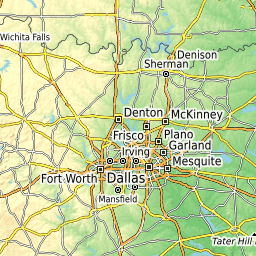 Wichita Falls
Denison
Sherman
Denton
McKinney
Frisco
Plano
Garland
Irving
Mesquite
Fort Worth
Dallas
Mansfield
Tater Hill